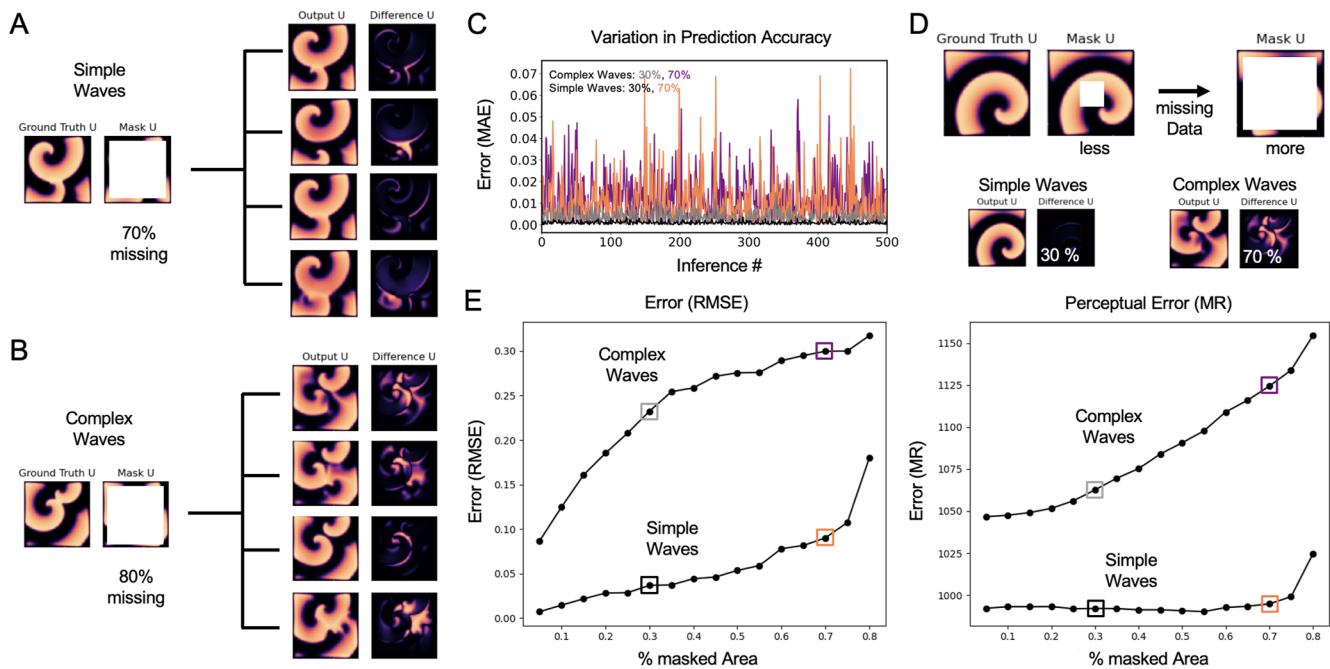 A
Simple
Waves
Ground Truth U
Mask U
70%
missing
Output U
Difference U
B
Complex
Waves
Ground Truth U
Mask U
80%
missing
Output U
Difference U
C
Variation in Prediction Accuracy
Complex Waves: 30%, 70%
Simple Waves: 30%, 70%
Error (MAE)
0.07
0.06
0.05
0.04
0.03
0.02
0.01
0.00
0
100
200
300
400
500
Inference #
D
Ground Truth U
Mask U
Mask U
missing
Data
less
more
Simple Waves
Output U
Difference U
30 %
Complex Waves
Output U
Difference U
70 %
E
Error (RMSE)
Error (RMSE)
0.30
0.25
0.20
0.15
0.10
0.05
0.00
Complex
Waves
Simple
Waves
0.1
0.2
0.3
0.4
0.5
0.6
0.7
0.8
% masked Area
Perceptual Error (MR)
Error (MR)
1150
1125
1100
1075
1050
1025
1000
Complex
Waves
Simple
Waves
0.1
0.2
0.3
0.4
0.5
0.6
0.7
0.8
% masked Area